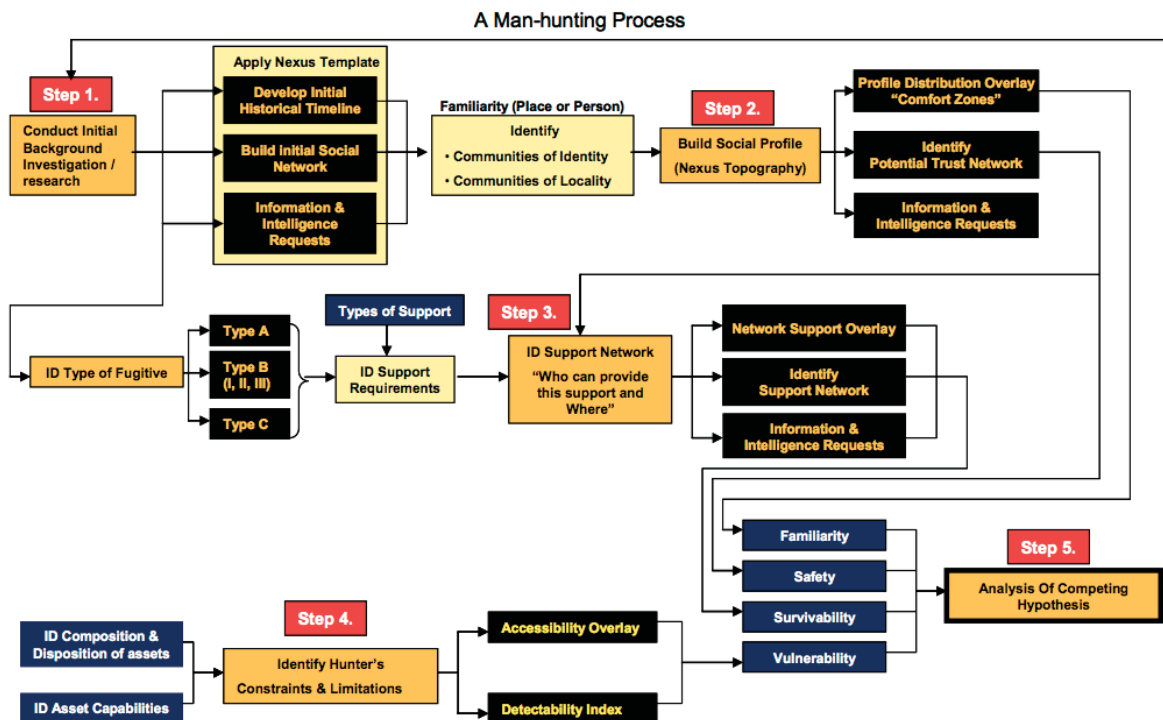 A Man-hunting Process
Step 1.
Conduct Initial
Background
Investigation /
research
Apply Nexus Template
Develop Initial
Historical Timeline
Build Initial Social
Network
Information &
Intelligence
Requests
Familiarity (Place or Person)
Identify
• Communities of Identity
• Communities of Locality
Step 2.
Build Social Profile
(Nexus Topography)
Profile Distribution Overlay
“Comfort Zones”
Identify
Potential Trust Network
Information &
Intelligence Requests
ID Type of Fugitive
Type A
Type B
(I, II, III)
Type C
Types of Support
ID Support
Requirements
Step 3.
ID Support Network
“Who can provide
this support and
Where”
Network Support Overlay
Identify
Support Network
Information &
Intelligence Requests
Familiarity
Safety
Survivability
Vulnerability
Step 5.
Analysis Of Competing
Hypothesis
Step 4.
ID Composition &
Disposition of assets
ID Asset Capabilities
Identify Hunter’s
Constraints & Limitations
Accessibility Overlay
Detectability Index